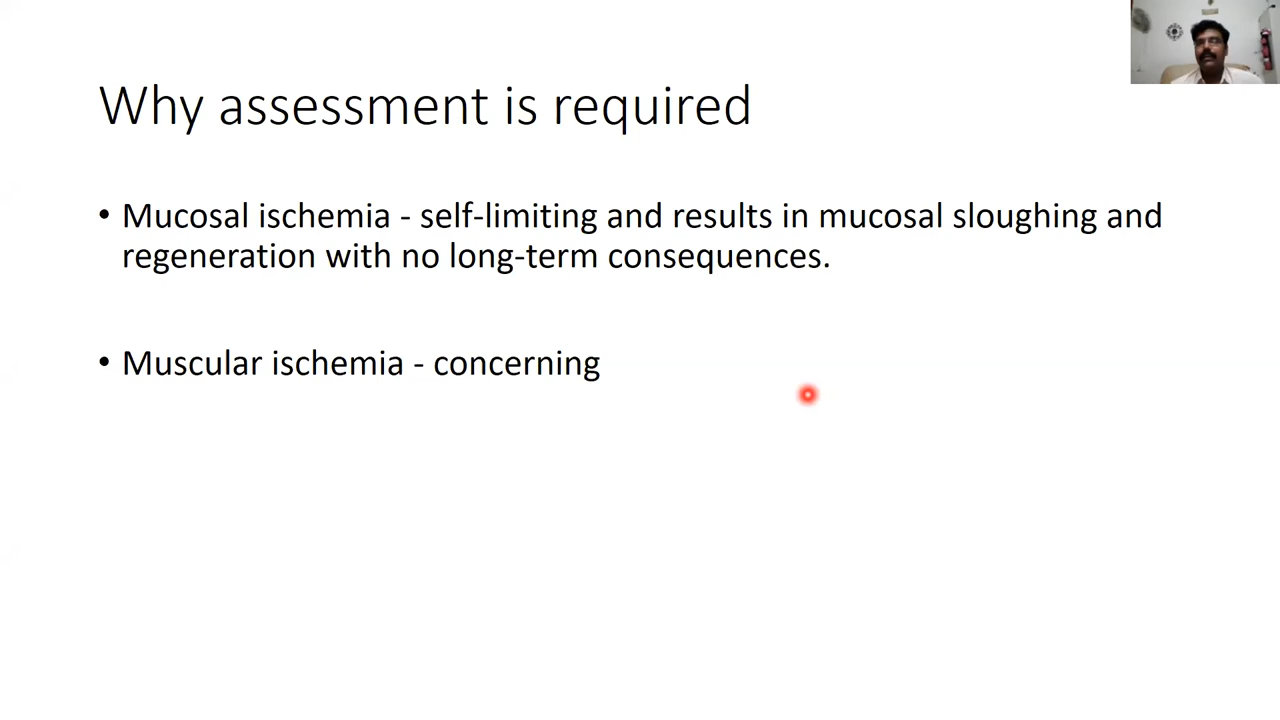 Why assessment is required
• Mucosal ischemia - self-limiting and results in mucosal sloughing and
regeneration with no long-term consequences.
• Muscular ischemia - concerning